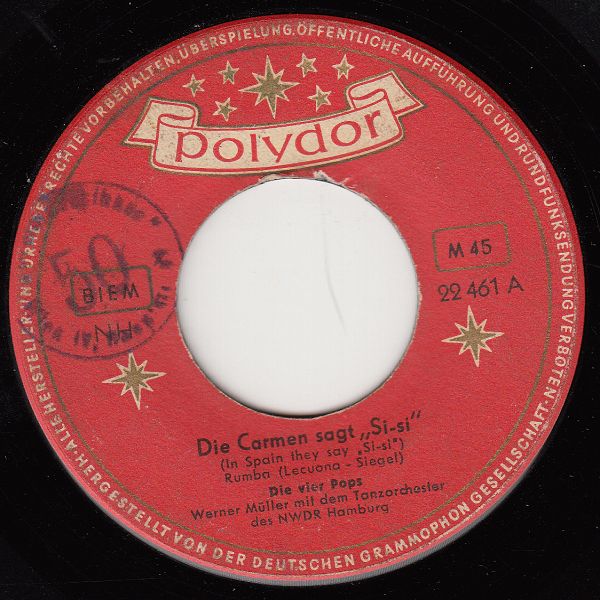 ALLE HERSTELLER- UND URHEBERRECHTE VORBEHALTEN. ÜBERSPIELUNG, ÖFFENTLICHE AUFFÜHRUNG UND RUNDFUNKSENDUNG VERBOTEN.
polydor
M 45
22 461 A
BIEM
NH
Die Carmen sagt „Si-si"
(In Spain they say „Si-si")
Rumba (Lecuona - Siegel)
Die vier Pops
Werner Müller mit dem Tanzorchester
des NWDR Hamburg
HERGESTELLT VON DER DEUTSCHEN GRAMMOPHON GESELLSCHAFT